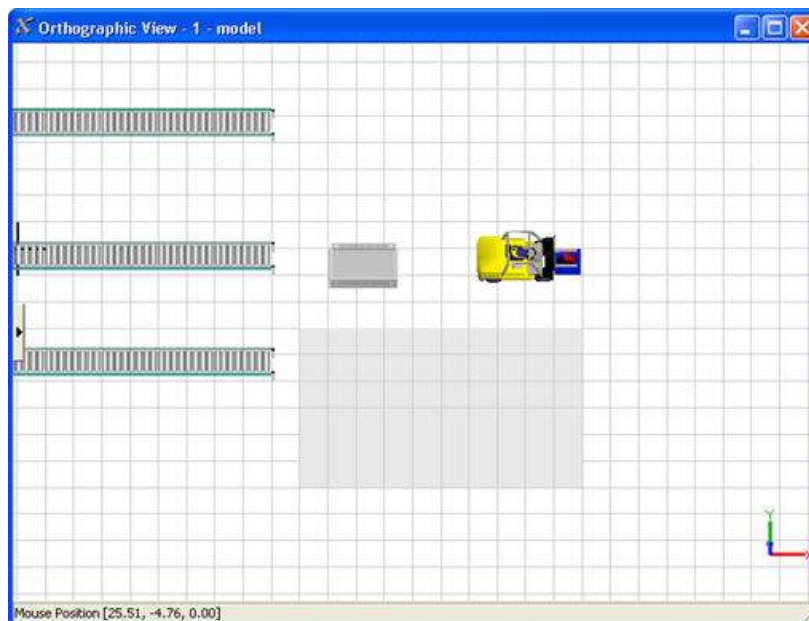 Orthographic View - 1 - model
Y
X
Mouse Position [25.51, -4.76, 0.00]